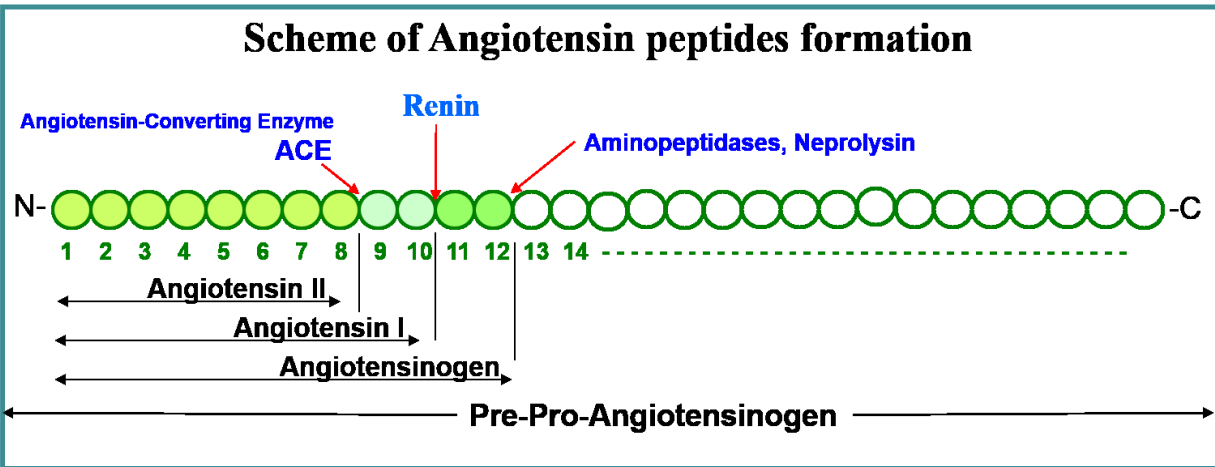 Scheme of Angiotensin peptides formation
Renin
Angiotensin-Converting Enzyme
ACE
Aminopeptidases, Neprolysin
N-
-C
1 2 3 4 5 6 7 8 9 10 11 12 13 14
Angiotensin II
Angiotensin I
Angiotensinogen
Pre-Pro-Angiotensinogen